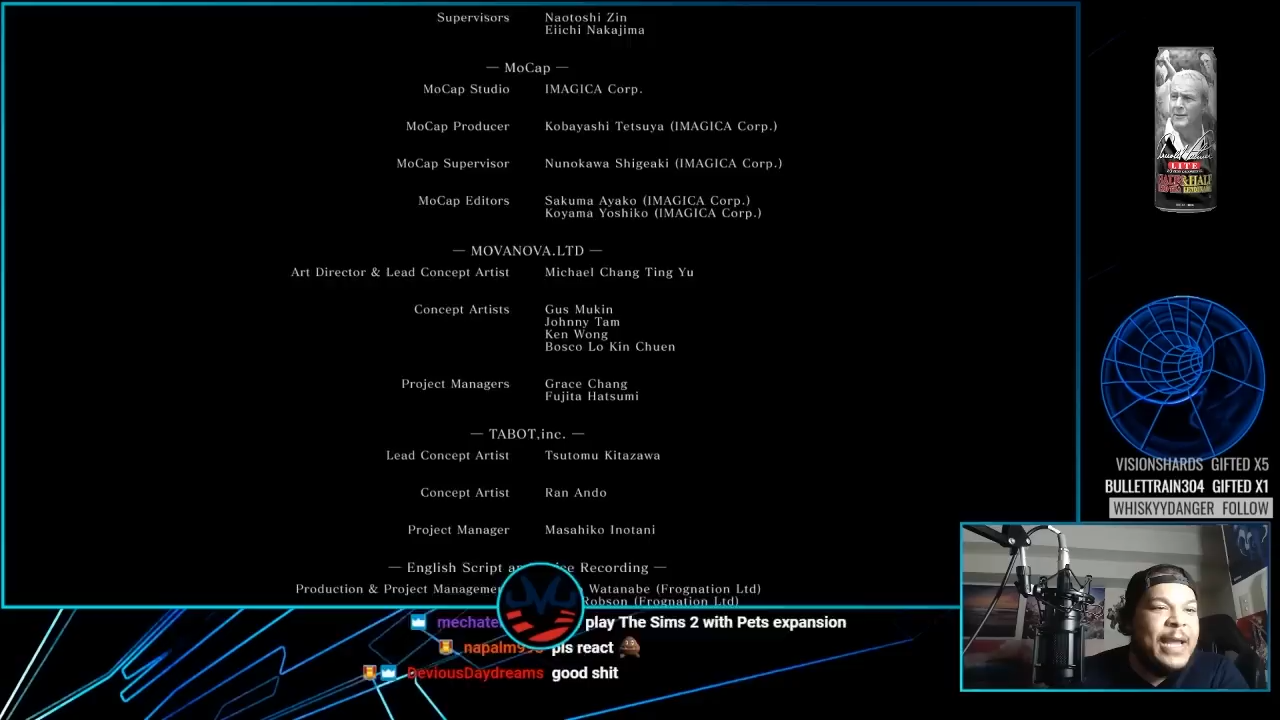 Supervisors Naotoshi Zin
Eiichi Nakajima
— MoCap —
MoCap Studio IMAGICA Corp.
MoCap Producer Kobayashi Tetsuya (IMAGICA Corp.)
MoCap Supervisor Nunokawa Shigeaki (IMAGICA Corp.)
MoCap Editors Sakuma Ayako (IMAGICA Corp.)
Koyama Yoshiko (IMAGICA Corp.)
— MOVANOVA.LTD —
Art Director & Lead Concept Artist Michael Chang Ting Yu
Concept Artists Gus Mukin
Johnny Tam
Ken Wong
Bosco Lo Kin Chuen
Project Managers Grace Chang
Fujita Hatsumi
— TABOT,inc. —
Lead Concept Artist Tsutomu Kitazawa
Concept Artist Ran Ando
Project Manager Masahiko Inotani
— English Script Recording —
Production & Project Watanabe (Frognation Ltd)
Robson (Frognation Ltd)
play The Sims 2 with Pets expansion
pls react
DeviousDaydreams good shit
LITE
HALF&HALF
VISIONSHARDS GIFTED X5
BULLETTRAIN304 GIFTED X1
WHISKYYDANGER FOLLOW